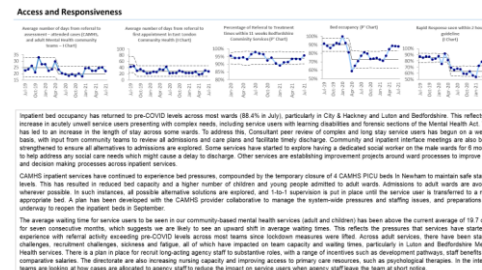 Access and Responsiveness
Average number of days from referral to
assessment - attended users (CAMHS,
and adult Mental Health community
teams - I Chart)
Average number of days from referral to
first appointment in East London
Community Health (I Chart)
Percentage of Referral to Treatment
Times within 18 weeks Bedfordshire
Community Services (P Chart)
Bed occupancy (P Chart)
Rapid Response seen within 2 hour
guideline
Inpatient bed occupancy has returned to pre-COVID levels across most wards (88.4% in July), particularly in City & Hackney and Luton and Bedfordshire. This reflect
increase in acutely unwell service users presenting with complex needs, including service users with learning disabilities and forensic sections of the Mental Health Act.
has led to an increase in the length of stay across some wards. To address this, Consultant peer review of complex and long stay service users has begun on a we
basis, with input from community teams to review all admissions and care plans and facilitate timely discharge. Community and inpatient interface meetings are also b
strengthened to ensure all alternatives to admissions are explored. Some services have started to explore having a dedicated social worker on the male wards for 6 mo
to help address any social care needs which might cause a delay to discharge. Other services are establishing improvement projects around ward processes to improve
and decision making processes across inpatient services.
CAMHS inpatient services have continued to experience bed pressures, compounded by the temporary closure of 4 CAMHS PICU beds in Newham to maintain safe sta
levels. This has resulted in reduced bed capacity and a higher number of children and young people admitted to adult wards. Admissions to adult wards are avo
wherever possible. In such instances, all possible alternative solutions are explored, and 1-to-1 supervision is put in place until the service user is transferred to a r
appropriate bed. A plan has been developed with the CAMHS provider collaborative to manage the system-wide pressures and staffing issues, and preparations
underway to reopen the inpatient beds in September.
The average waiting time for service users to be seen in our community-based mental health services (adult and children) has been above the current average of 19.7
for seven consecutive months, which suggests we are likely to see an upward shift in average waiting times. This reflects the pressures that services have starte
experience with referral activity exceeding pre-COVID levels across most areas since lockdown measures were lifted. Across adult services, there have been sta
challenges, recruitment challenges, sickness and fatigue, all of which have impacted on team capacity and waiting times, particularly in Luton and Bedfordshire Me
Health services. There is a plan in place for recruit long-acting agency staff to substantive roles, with a range of incentives such as development pathways, staff benefits
comparative salaries. The directorate are also increasing nursing capacity and improving access to primary care resources, such as psychological therapies. In the int
teams are looking at how cases are allocated to agency staff to reduce the impact on service users when agency staff leave the team at short notice.